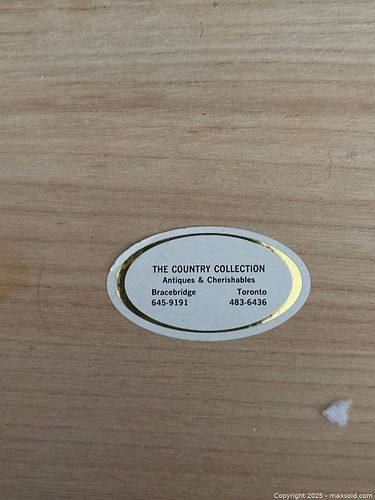 THE COUNTRY COLLECTION
Antiques & Cherishables
Bracebridge Toronto
645-9191 483-6436
Copyright 2025 - maxsold.com